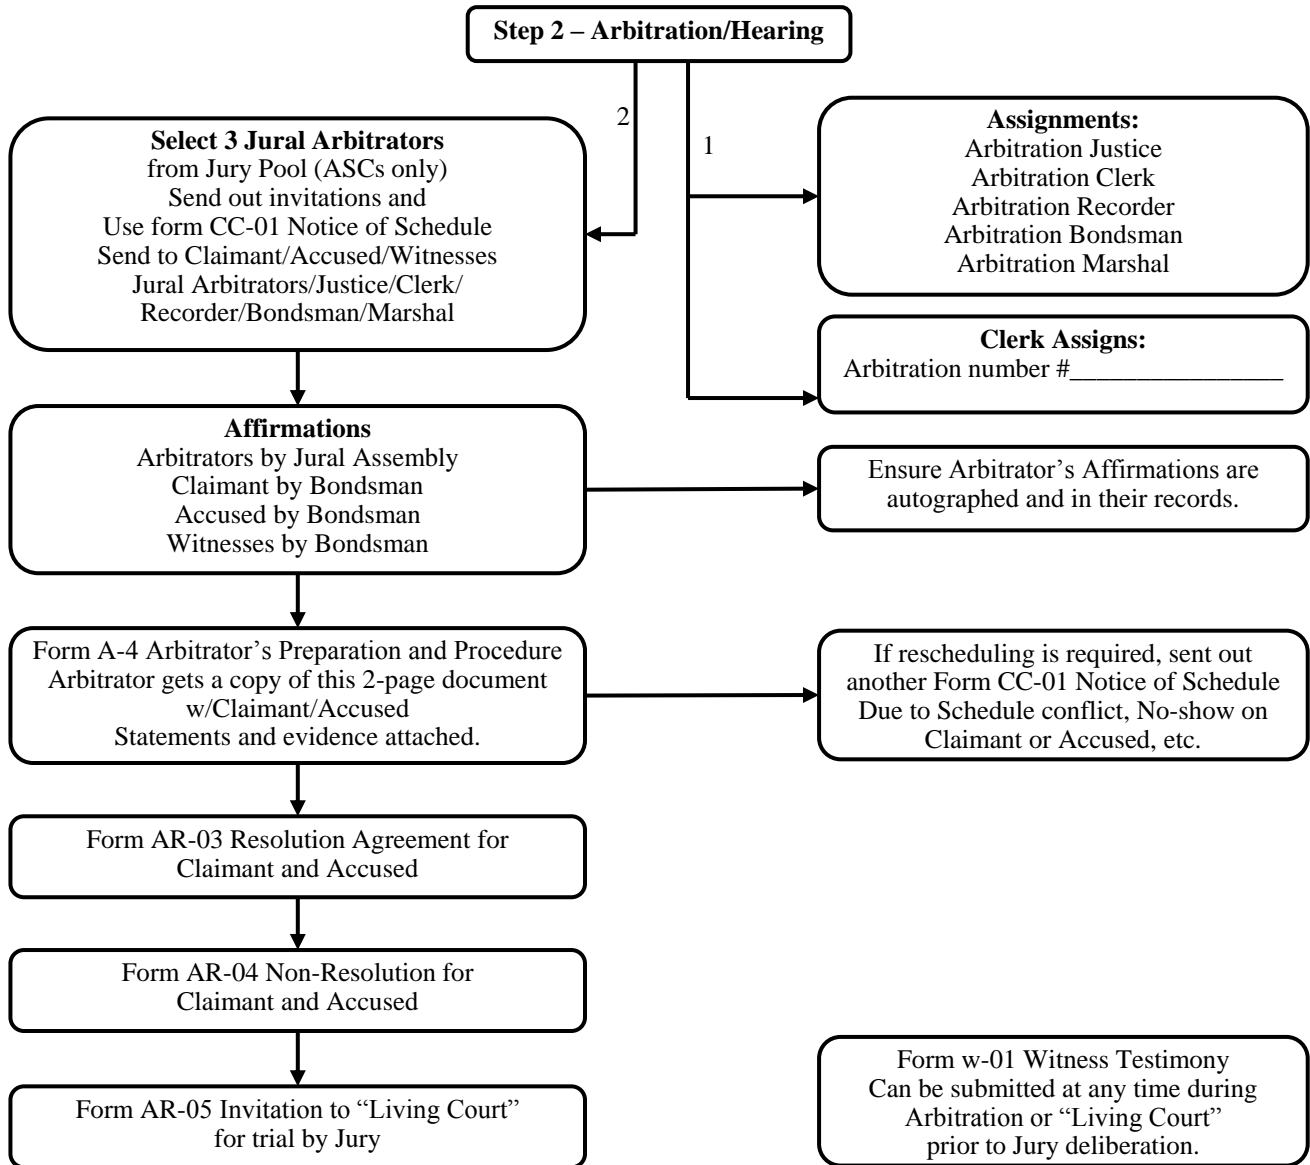 Step 2 – Arbitration/Hearing
2
1
Select 3 Jural Arbitrators
from Jury Pool (ASCs only)
Send out invitations and
Use form CC-01 Notice of Schedule
Send to Claimant/Accused/Witnesses
Jural Arbitrators/Justice/Clerk/
Recorder/Bondsman/Marshal
Assignments:
Arbitration Justice
Arbitration Clerk
Arbitration Recorder
Arbitration Bondsman
Arbitration Marshal
Clerk Assigns:
Arbitration number #________________
Affirmations
Arbitrators by Jural Assembly
Claimant by Bondsman
Accused by Bondsman
Witnesses by Bondsman
Ensure Arbitrator’s Affirmations are
autographed and in their records.
Form A-4 Arbitrator’s Preparation and Procedure
Arbitrator gets a copy of this 2-page document
w/Claimant/Accused
Statements and evidence attached.
If rescheduling is required, sent out
another Form CC-01 Notice of Schedule
Due to Schedule conflict, No-show on
Claimant or Accused, etc.
Form AR-03 Resolution Agreement for
Claimant and Accused
Form AR-04 Non-Resolution for
Claimant and Accused
Form AR-05 Invitation to “Living Court”
for trial by Jury
Form w-01 Witness Testimony
Can be submitted at any time during
Arbitration or “Living Court”
prior to Jury deliberation.